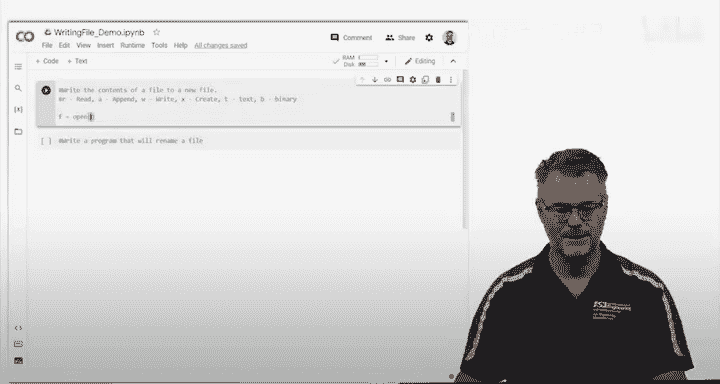 WritingFile_Demo.ipynb
File Edit View Insert Runtime Tools Help All changes saved
Comment
Share
+ Code + Text
RAM
Disk
Editing
#Write the contents of a file to a new file.
#r - Read, a - Append, w - Write, x - Create, t - text, b - binary
f = open()
[ ] #Write a program that will rename a file
Engineering